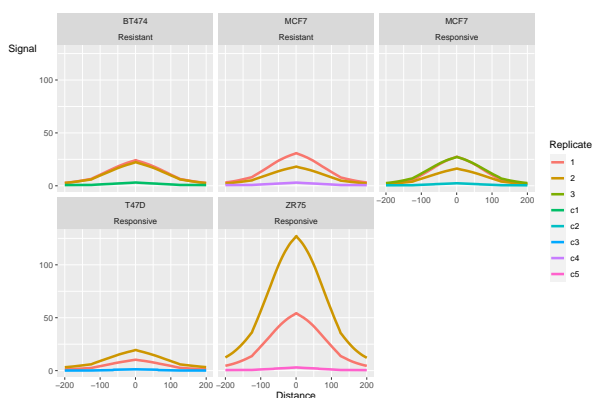 BT474
MCF7
MCF7
Resistant
Resistant
Responsive
Signal
100
50
0
−200
−100
0
100
200
T47D
ZR75
Responsive
Responsive
100
50
0
−200
−100
0
100
200
−200
−100
0
100
200
Distance
Replicate
1
2
3
c1
c2
c3
c4
c5